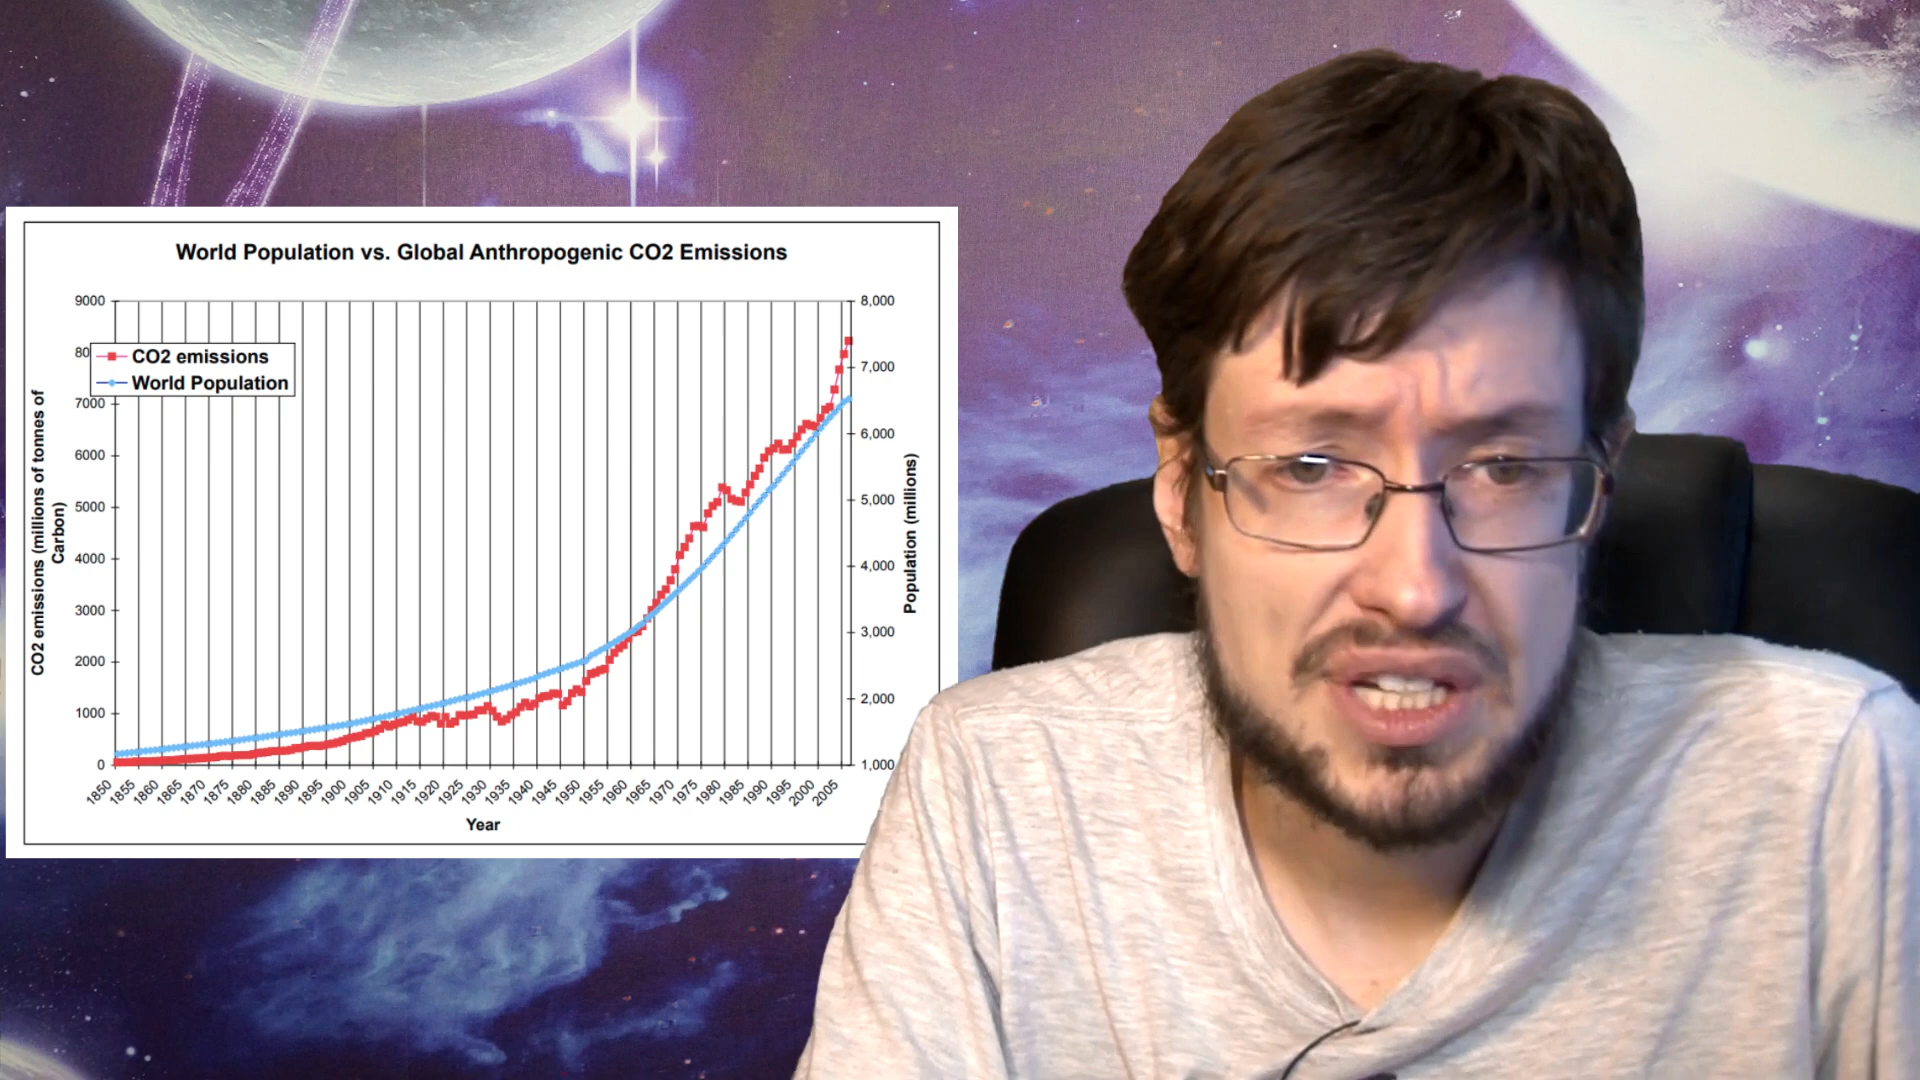 World Population vs. Global Anthropogenic CO2 Emissions
9000
80
7000
6000
5000
4000
3000
2000
1000
0
CO2 emissions
World Population
8,000
7,000
6,000
5,000
4,000
3,000
2,000
1,000
CO2 emissions (millions of tonnes of
Carbon)
Population (millions)
1850 1855 1860 1865 1870 1875 1880 1885 1890 1895 1900 1905 1910 1915 1920 1925 1930 1935 1940 1945 1950 1955 1960 1965 1970 1975 1980 1985 1990 1995 2000 2005
Year